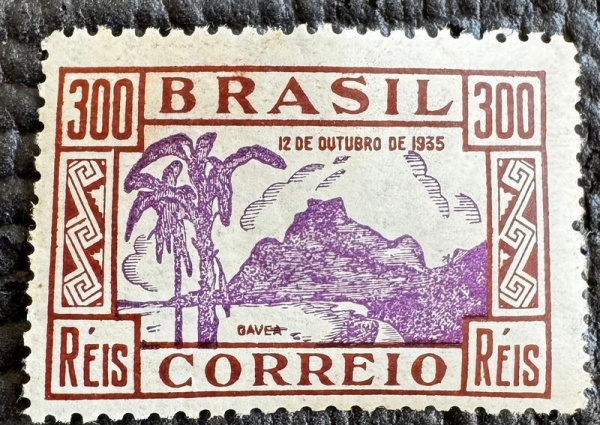 300 BRASIL 300
12 DE OUTUBRO DE 1935
GAVEA
RÉIS CORREIO RÉIS